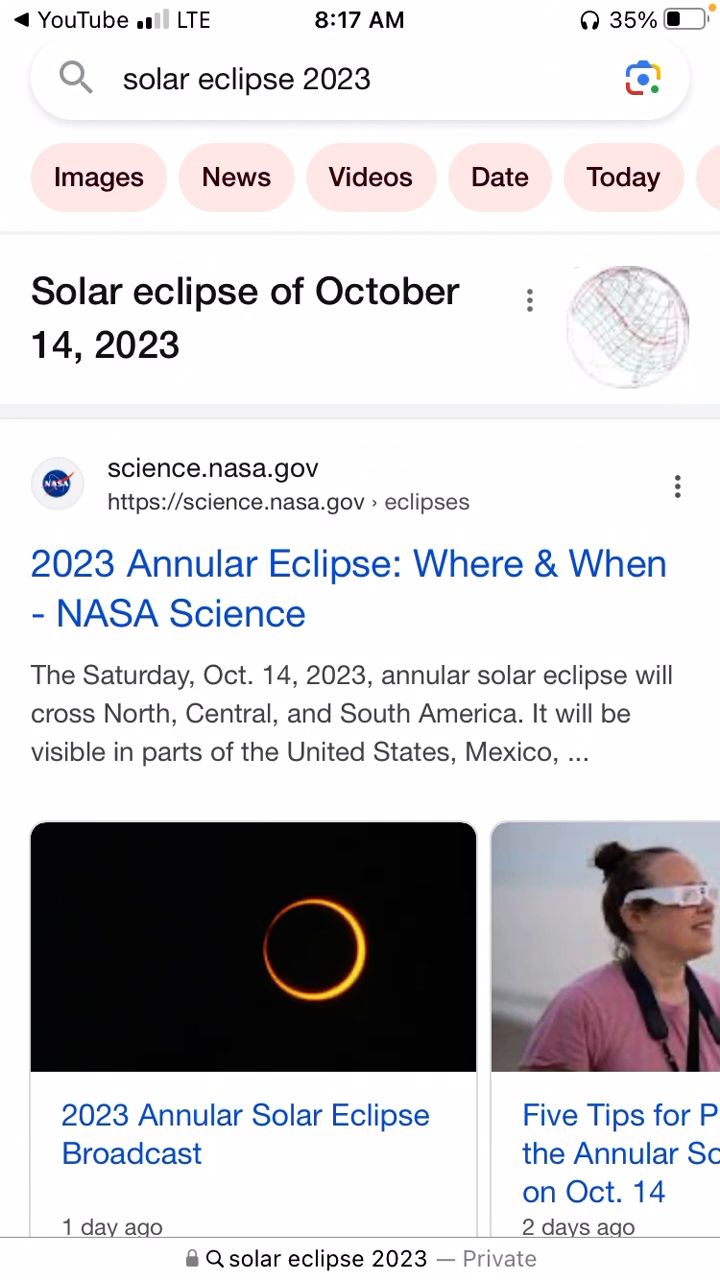 YouTube LTE 8:17 AM 35%
solar eclipse 2023
Images News Videos Date Today
Solar eclipse of October
14, 2023
NASA
science.nasa.gov
https://science.nasa.gov › eclipses
2023 Annular Eclipse: Where & When
- NASA Science
The Saturday, Oct. 14, 2023, annular solar eclipse will
cross North, Central, and South America. It will be
visible in parts of the United States, Mexico, ...
2023 Annular Solar Eclipse
Broadcast
1 day ago
Five Tips for P
the Annular So
on Oct. 14
2 days ago
solar eclipse 2023 — Private